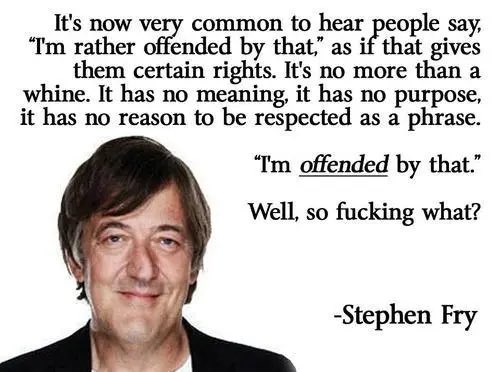 It's now very common to hear people say,
“I'm rather offended by that,” as if that gives
them certain rights. It's no more than a
whine. It has no meaning, it has no purpose,
it has no reason to be respected as a phrase.
“I'm offended by that.”
Well, so fucking what?
-Stephen Fry